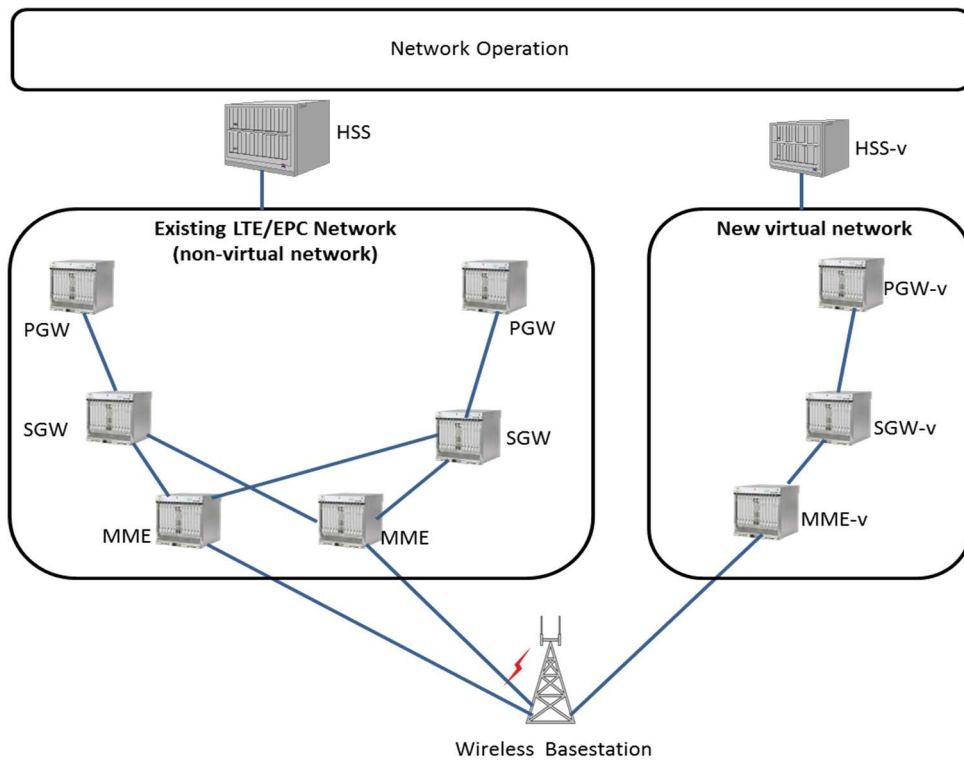 Network Operation
HSS
HSS-v
Existing LTE/EPC Network
(non-virtual network)
New virtual network
PGW
PGW
PGW-v
SGW
SGW
SGW-v
MME
MME
MME-v
Wireless Basestation